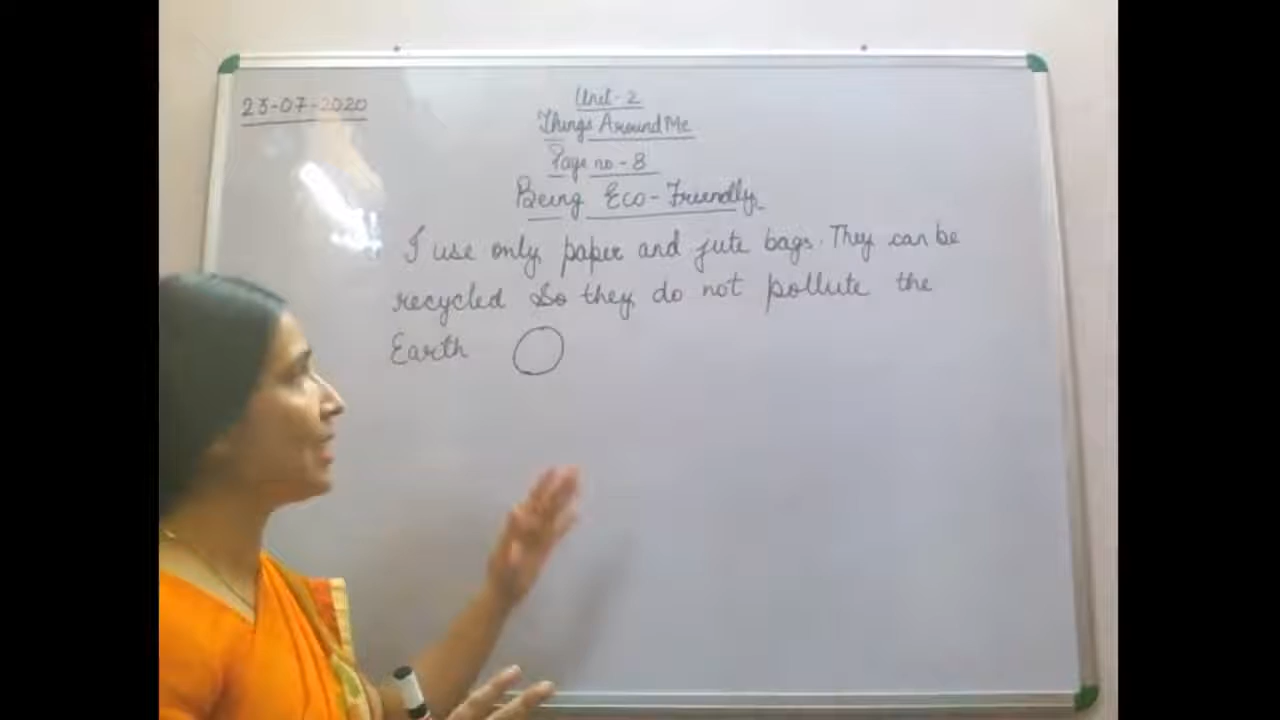 23-07-2020
Unit-2
Things Around Me
Page no-8
Being Eco-Friendly
I use only paper and jute bags. They can be
recycled So they do not pollute the
Earth